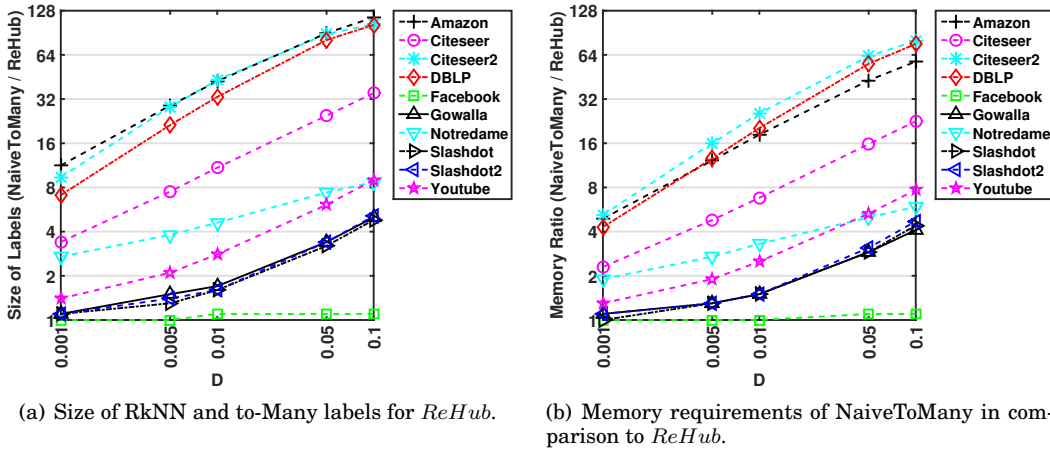 Size of Labels (NaiveToMany / ReHub)
128
64
32
16
8
4
2
1
0.001
0.005
0.01
0.05
0.1
D
Amazon
Citeseer
Citeseer2
DBLP
Facebook
Gowalla
Notredame
Slashdot
Slashdot2
Youtube
(a) Size of RkNN and to-Many labels for ReHub.
Memory Ratio (NaiveToMany / ReHub)
128
64
32
16
8
4
2
1
0.001
0.005
0.01
0.05
0.1
D
Amazon
Citeseer
Citeseer2
DBLP
Facebook
Gowalla
Notredame
Slashdot
Slashdot2
Youtube
(b) Memory requirements of NaiveToMany in com-
parison to ReHub.